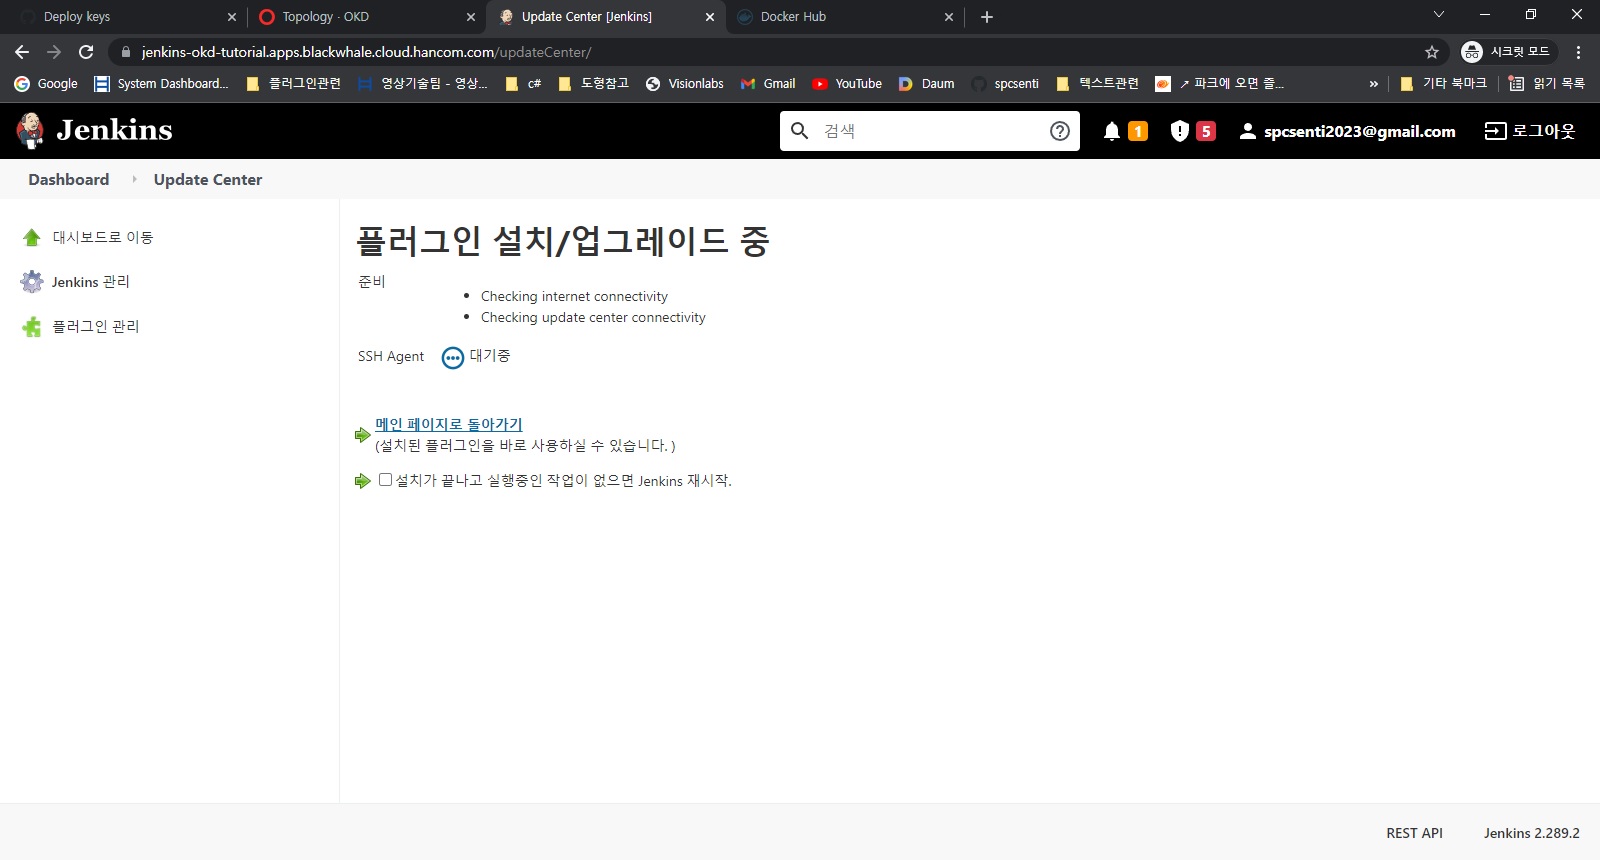 Deploy keys
Topology · OKD
Update Center [Jenkins]
Docker Hub
jenkins-okd-tutorial.apps.blackwhale.cloud.hancom.com/updateCenter/
시크릿 모드
Google
System Dashboard...
플러그인관련
영상기술팀 - 영상...
c#
도형참고
Visionlabs
Gmail
YouTube
Daum
spcsenti
텍스트관련
↗ 파크에 오면 즐...
»
기타 북마크
읽기 목록
Jenkins
검색
1
5
spcsenti2023@gmail.com
로그아웃
Dashboard
Update Center
대시보드로 이동
Jenkins 관리
플러그인 관리
플러그인 설치/업그레이드 중
준비
• Checking internet connectivity
• Checking update center connectivity
SSH Agent 대기중
메인 페이지로 돌아가기
(설치된 플러그인을 바로 사용하실 수 있습니다. )
설치가 끝나고 실행중인 작업이 없으면 Jenkins 재시작.
REST API
Jenkins 2.289.2